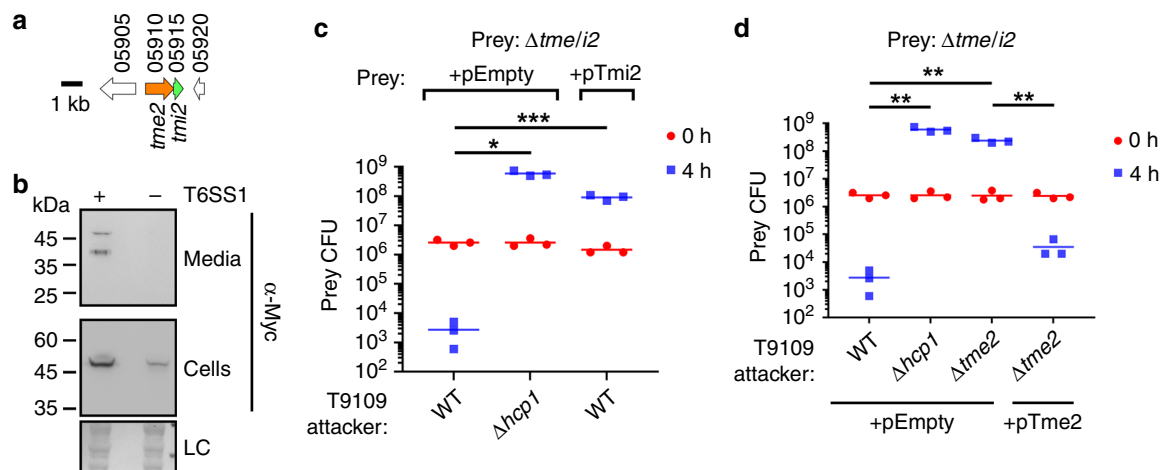 a
05905
05910
05915
05920
1 kb
tme2
tmi2
b
kDa
+
–
T6SS1
45
35
25
Media
60
45
35
Cells
α-Myc
LC
c
Prey: Δtme/i2
Prey:
+pEmpty
+pTmi2
***
*
0 h
4 h
10⁹
10⁸
10⁷
10⁶
10⁵
10⁴
10³
10²
Prey CFU
T9109
attacker:
WT
Δhcp1
WT
d
Prey: Δtme/i2
**
**
**
0 h
4 h
10⁹
10⁸
10⁷
10⁶
10⁵
10⁴
10³
10²
Prey CFU
T9109
attacker:
WT
Δhcp1
Δtme2
Δtme2
+pEmpty
+pTme2